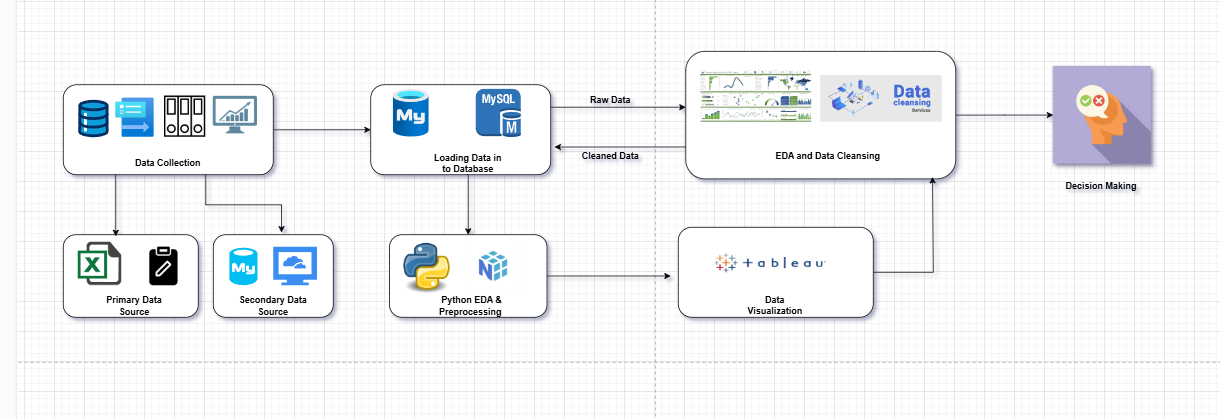 Data Collection
My
MySQL
M
Loading Data in
to Database
Raw Data
Cleaned Data
Data
cleansing
Services
EDA and Data Cleansing
Decision Making
X
Primary Data
Source
My
Secondary Data
Source
N
Python EDA &
Preprocessing
+ableau
Data
Visualization